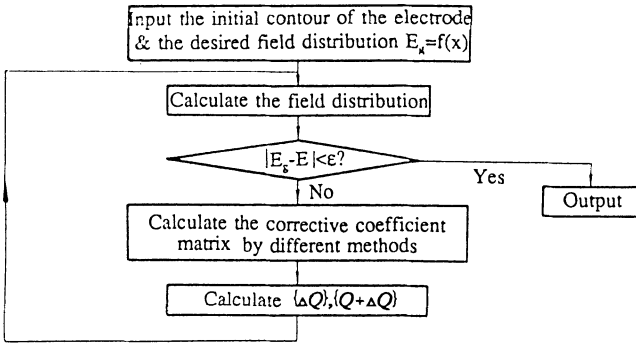 Input the initial contour of the electrode
& the desired field distribution Eg=f(x)
Calculate the field distribution
|Eg-E|<ε?
Yes
No
Output
Calculate the corrective coefficient
matrix by different methods
Calculate {ΔQ},{Q+ΔQ}